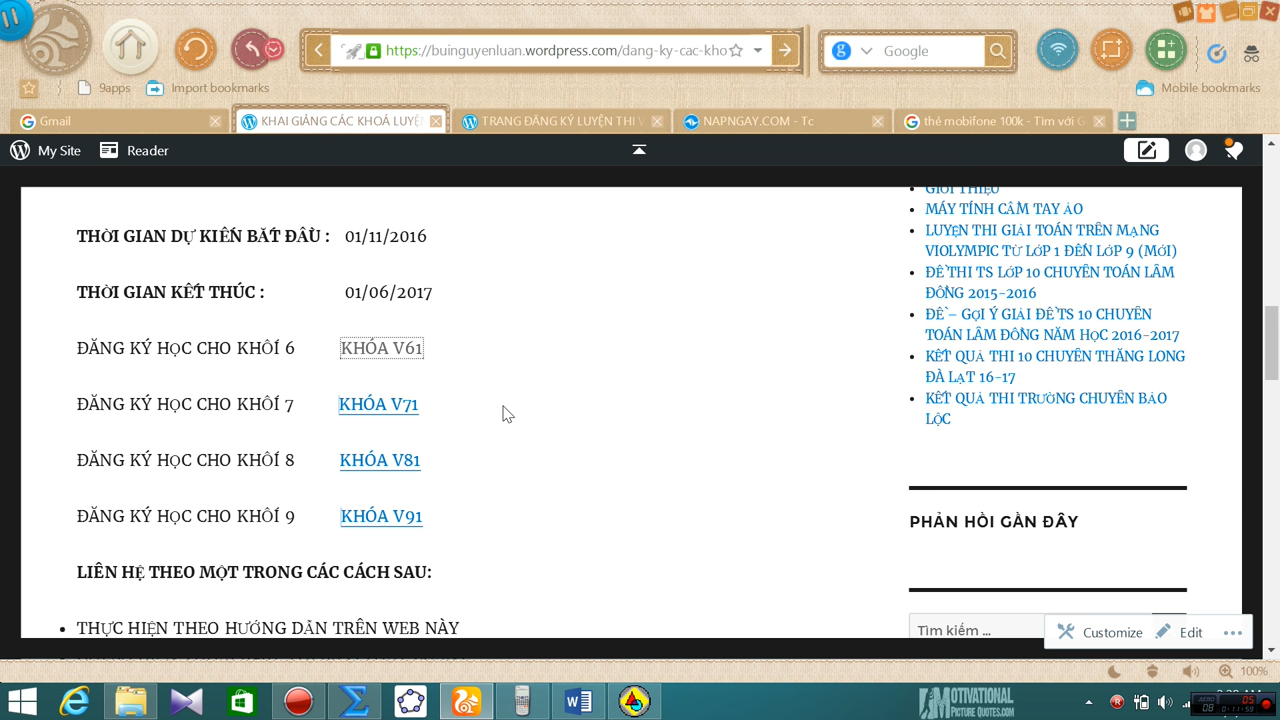 https://buinguyenluan.wordpress.com/dang-ky-cac-kho
Google
9apps
Import bookmarks
Mobile bookmarks
Gmail
KHAI GIẢNG CÁC KHOÁ LUYỆN
TRANG ĐĂNG KÝ LUYỆN THI V
NAPNGAY.COM - Tc
thẻ mobifone 100k - Tìm với G
My Site
Reader
THỜI GIAN DỰ KIẾN BẮT ĐẦU : 01/11/2016
THỜI GIAN KẾT THÚC : 01/06/2017
ĐĂNG KÝ HỌC CHO KHỐI 6 KHÓA V61
ĐĂNG KÝ HỌC CHO KHỐI 7 KHÓA V71
ĐĂNG KÝ HỌC CHO KHỐI 8 KHÓA V81
ĐĂNG KÝ HỌC CHO KHỐI 9 KHÓA V91
LIÊN HỆ THEO MỘT TRONG CÁC CÁCH SAU:
THỰC HIỆN THEO HƯỚNG DẪN TRÊN WEB NÀY
GIỚI THIỆU
MÁY TÍNH CẦM TAY ẢO
LUYỆN THI GIẢI TOÁN TRÊN MẠNG
VIOLYMPIC TỪ LỚP 1 ĐẾN LỚP 9 (MỚI)
ĐỀ THI TS LỚP 10 CHUYÊN TOÁN LÂM
ĐỒNG 2015-2016
ĐỀ – GỢI Ý GIẢI ĐỀ TS 10 CHUYÊN
TOÁN LÂM ĐỒNG NĂM HỌC 2016-2017
KẾT QUẢ THI 10 CHUYÊN THĂNG LONG
ĐÀ LẠT 16-17
KẾT QUẢ THI TRƯỜNG CHUYÊN BẢO
LỘC
PHẢN HỒI GẦN ĐÂY
Tìm kiếm ...
Customize
Edit
100%
MOTIVATIONAL
PICTURE QUOTES.COM